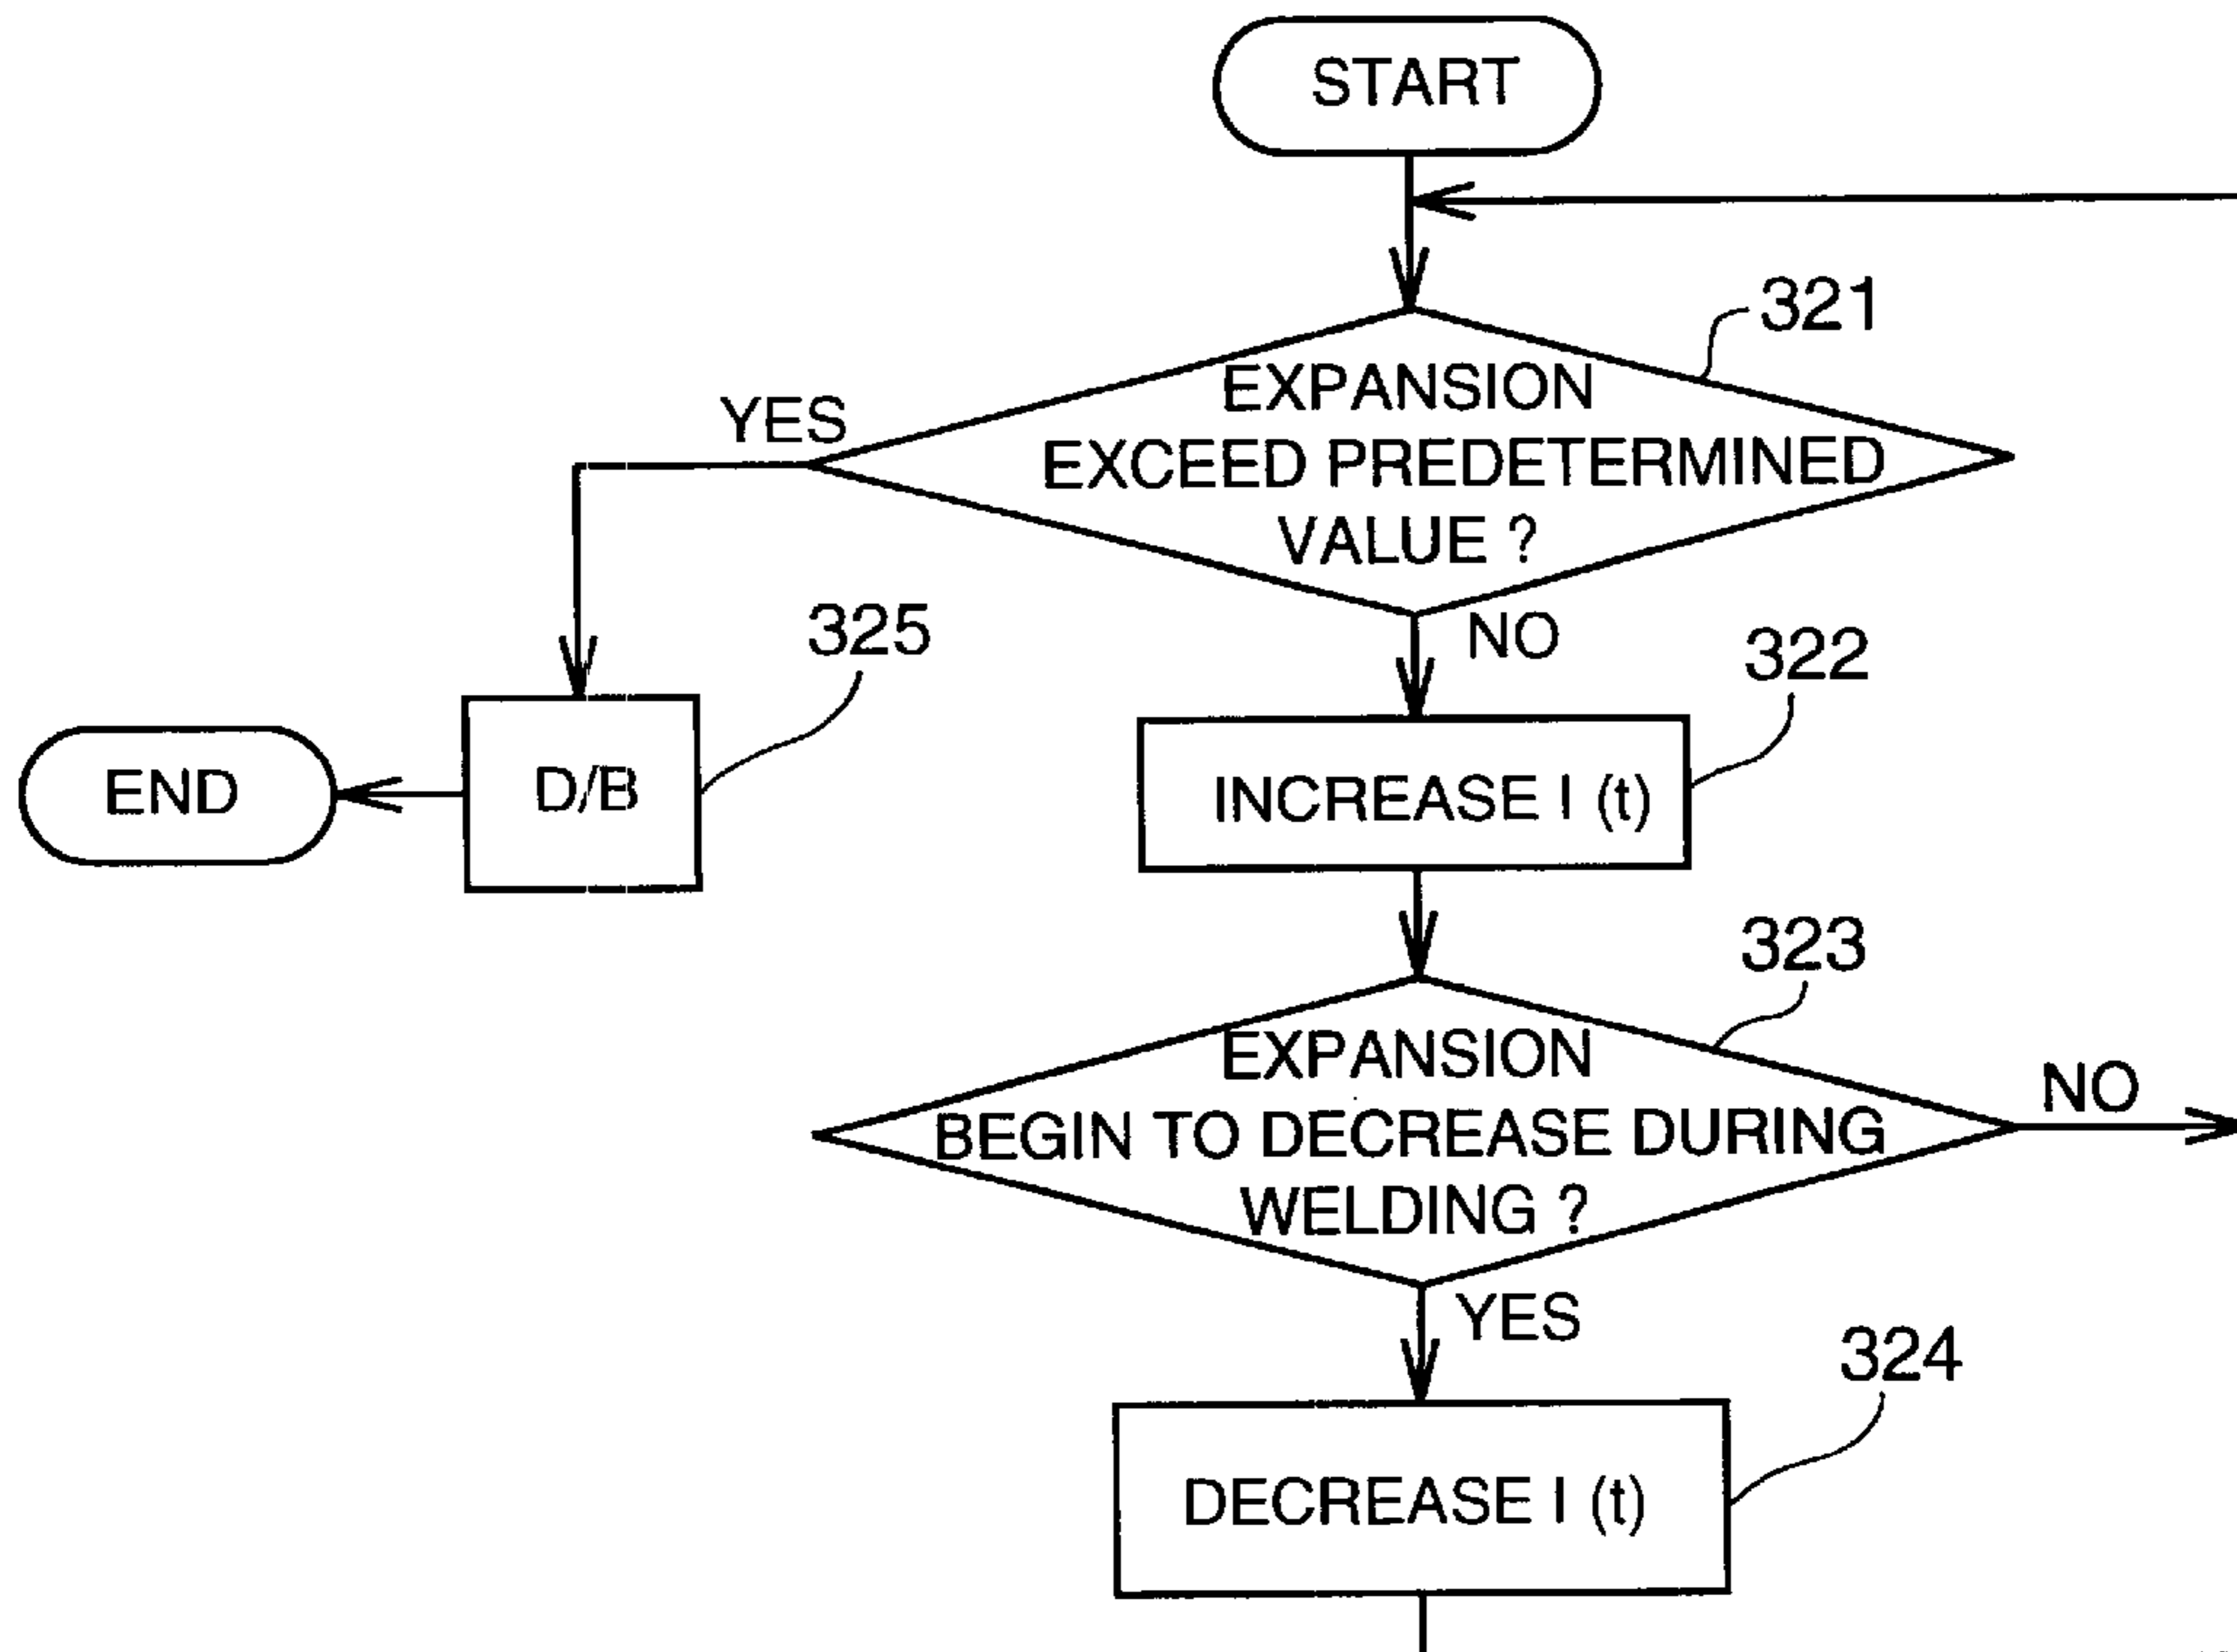 START
321
EXPANSION
EXCEED PREDETERMINED
VALUE ?
YES
NO
325
322
END
D/B
INCREASE I (t)
323
EXPANSION
BEGIN TO DECREASE DURING
WELDING ?
NO
YES
324
DECREASE I (t)